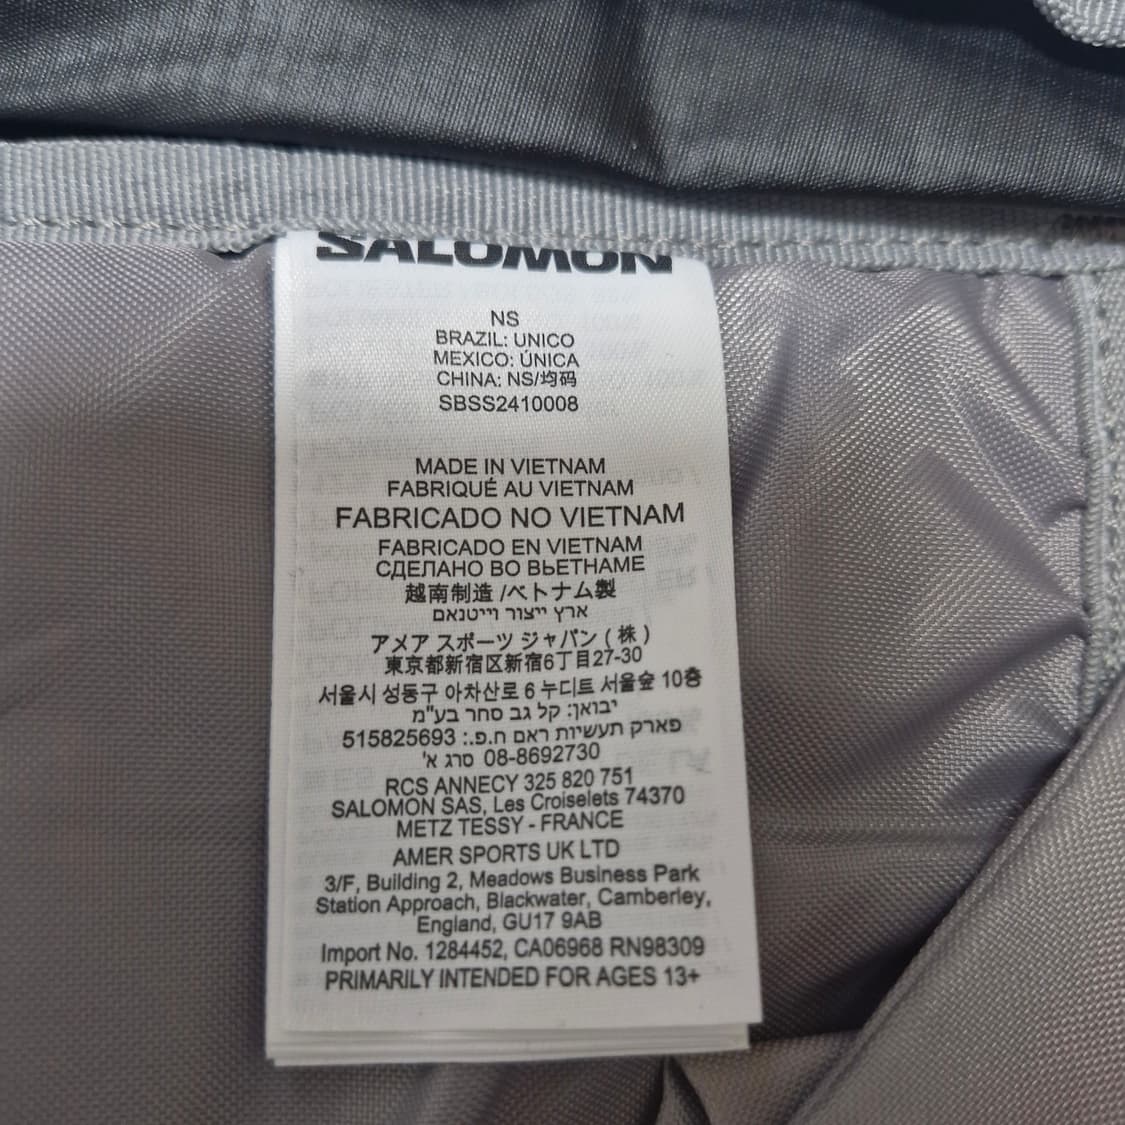 SALOMON
NS
BRAZIL: UNICO
MEXICO: ÚNICA
CHINA: NS/均码
SBSS2410008
MADE IN VIETNAM
FABRIQUÉ AU VIETNAM
FABRICADO NO VIETNAM
FABRICADO EN VIETNAM
СДЕЛАНО ВО ВЬЕТНАМЕ
越南制造 /ベトナム製
ארץ ייצור וייטנאם
アメア スポーツ ジャパン ( 株 )
東京都新宿区新宿6丁目27-30
서울시 성동구 아차산로 6 누디트 서울숲 10층
יבואן: קל גב סחר בע"מ
פארק תעשיות ראם ח.פ.: 515825693
08-8692730 סרג א'
RCS ANNECY 325 820 751
SALOMON SAS, Les Croiselets 74370
METZ TESSY - FRANCE
AMER SPORTS UK LTD
3/F, Building 2, Meadows Business Park
Station Approach, Blackwater, Camberley,
England, GU17 9AB
Import No. 1284452, CA06968 RN98309
PRIMARILY INTENDED FOR AGES 13+